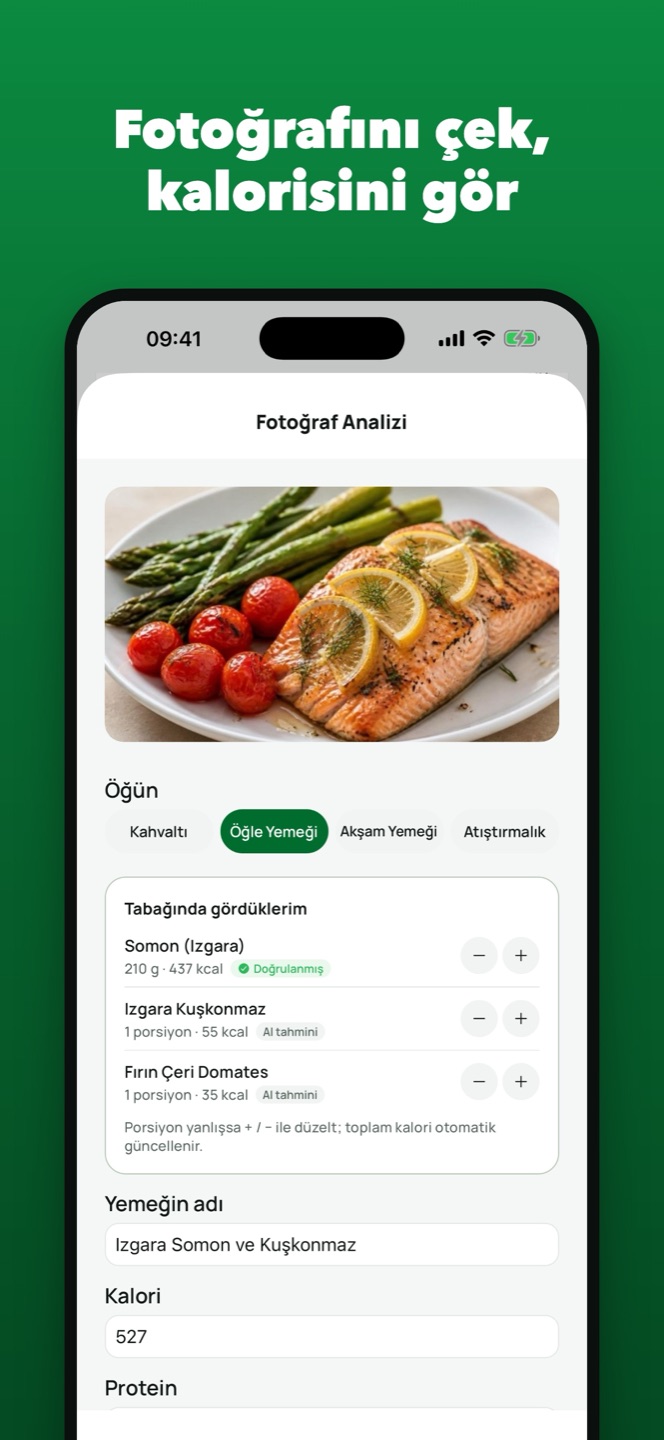 Fotoğrafını çek,
kalorisini gör
09:41
Fotoğraf Analizi
Öğün
Kahvaltı
Öğle Yemeği
Akşam Yemeği
Atıştırmalık
Tabağında gördüklerim
Somon (Izgara)
210 g · 437 kcal Doğrulanmış
Izgara Kuşkonmaz
1 porsiyon · 55 kcal AI tahmini
Fırın Çeri Domates
1 porsiyon · 35 kcal AI tahmini
Porsiyon yanlışsa + / − ile düzelt; toplam kalori otomatik
güncellenir.
Yemeğin adı
Izgara Somon ve Kuşkonmaz
Kalori
527
Protein